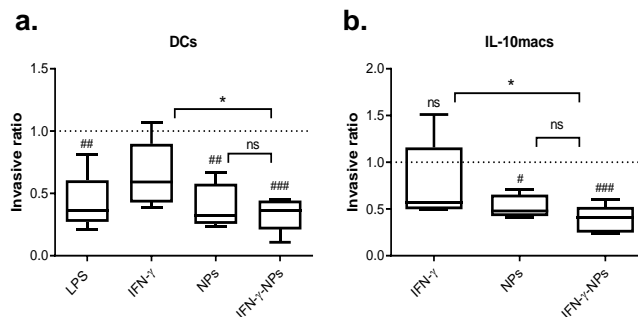 a.
DCs
Invasive ratio
1.5
1.0
0.5
0.0
##
*
##
ns
###
LPS
IFN-γ
NPs
IFN-γ-NPs
b.
IL-10macs
Invasive ratio
2.0
1.5
1.0
0.5
0.0
ns
*
ns
#
###
IFN-γ
NPs
IFN-γ-NPs